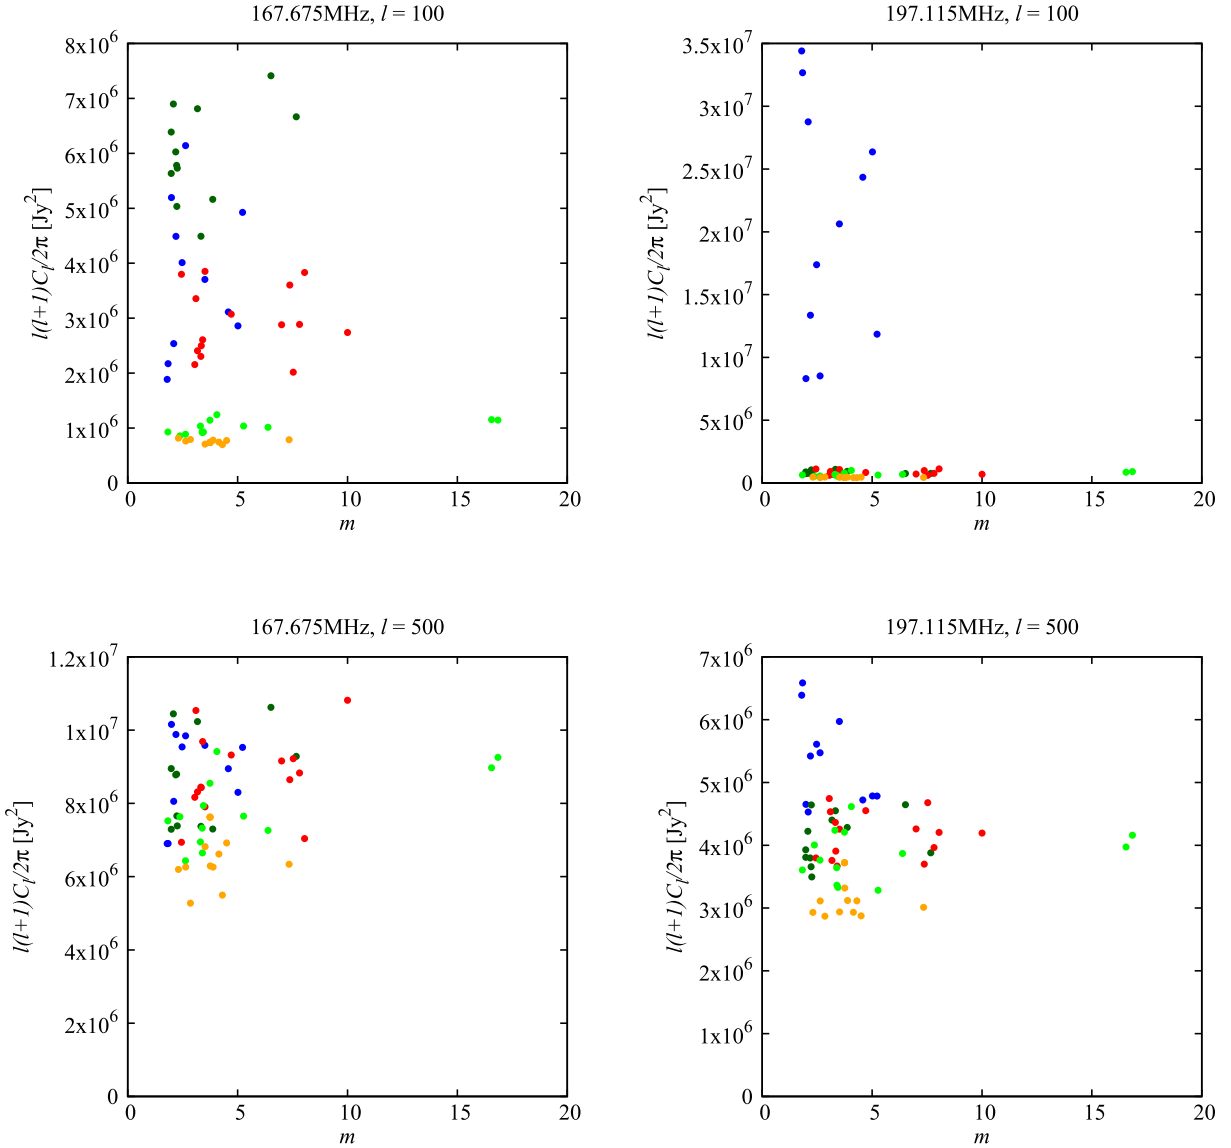 167.675MHz, l = 100
8x10^6
7x10^6
6x10^6
5x10^6
4x10^6
3x10^6
2x10^6
1x10^6
0
l(l+1)C_l/2π [Jy^2]
0 5 10 15 20
m
197.115MHz, l = 100
3.5x10^7
3x10^7
2.5x10^7
2x10^7
1.5x10^7
1x10^7
5x10^6
0
l(l+1)C_l/2π [Jy^2]
0 5 10 15 20
m
167.675MHz, l = 500
1.2x10^7
1x10^7
8x10^6
6x10^6
4x10^6
2x10^6
0
l(l+1)C_l/2π [Jy^2]
0 5 10 15 20
m
197.115MHz, l = 500
7x10^6
6x10^6
5x10^6
4x10^6
3x10^6
2x10^6
1x10^6
0
l(l+1)C_l/2π [Jy^2]
0 5 10 15 20
m